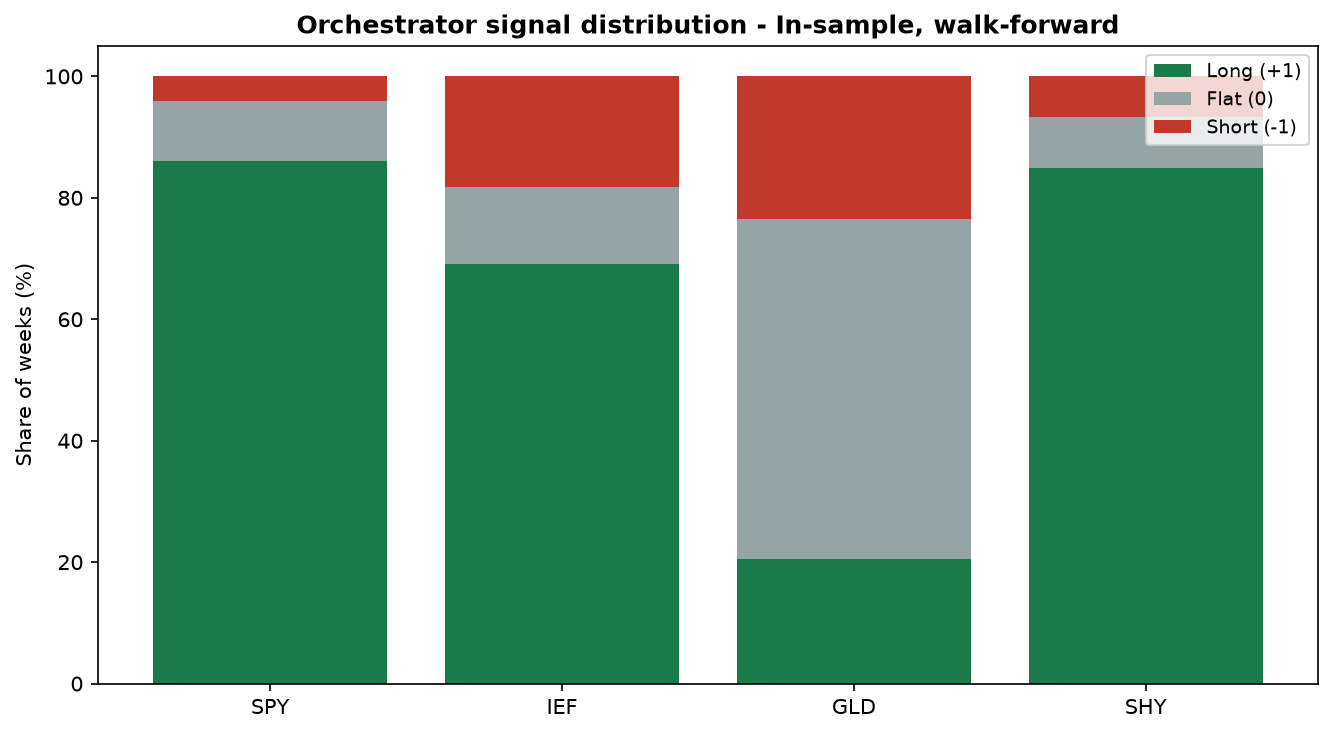 Orchestrator signal distribution - In-sample, walk-forward
Long (+1)
Flat (0)
Short (-1)
Share of weeks (%)
100
80
60
40
20
0
SPY
IEF
GLD
SHY